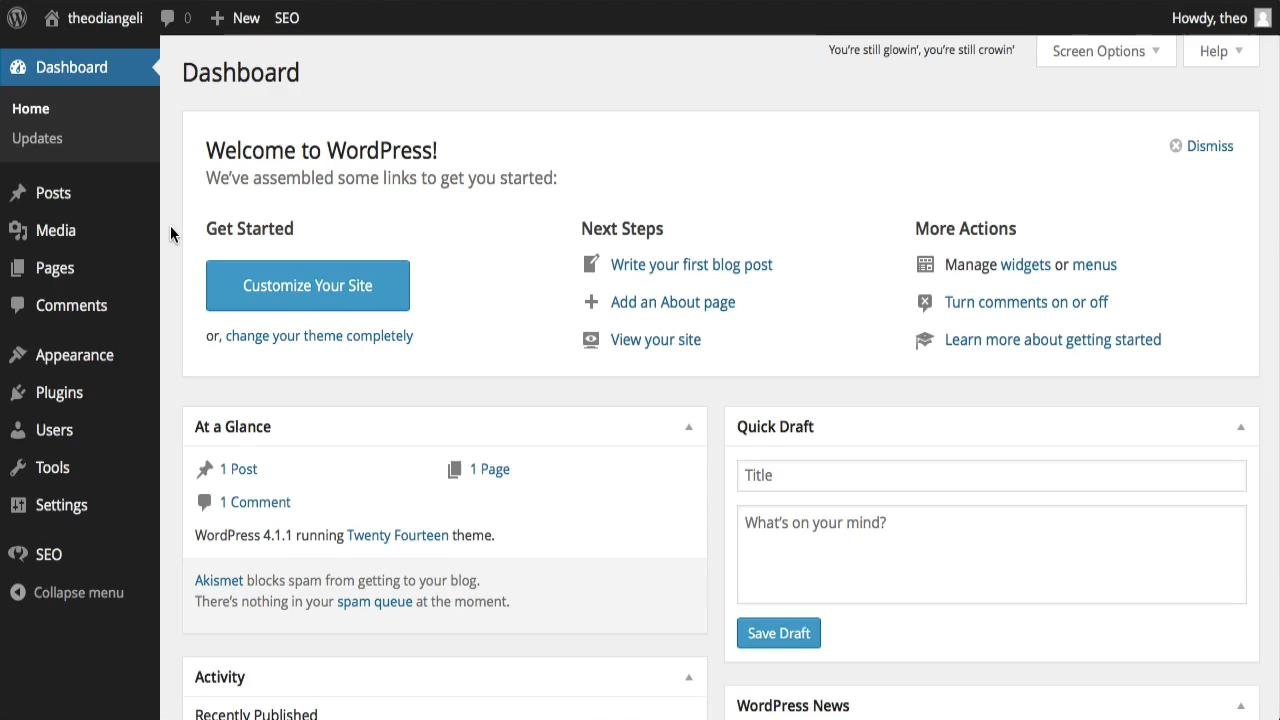 theodiangeli 0 New SEO Howdy, theo
Dashboard
Home
Updates
Posts
Media
Pages
Comments
Appearance
Plugins
Users
Tools
Settings
SEO
Collapse menu
You're still glowin', you're still crowin' Screen Options Help
Dashboard
Welcome to WordPress! Dismiss
We've assembled some links to get you started:
Get Started
Customize Your Site
or, change your theme completely
Next Steps
Write your first blog post
Add an About page
View your site
More Actions
Manage widgets or menus
Turn comments on or off
Learn more about getting started
At a Glance
1 Post 1 Page
1 Comment
WordPress 4.1.1 running Twenty Fourteen theme.
Akismet blocks spam from getting to your blog.
There's nothing in your spam queue at the moment.
Activity
Recently Published
Quick Draft
Title
What's on your mind?
Save Draft
WordPress News